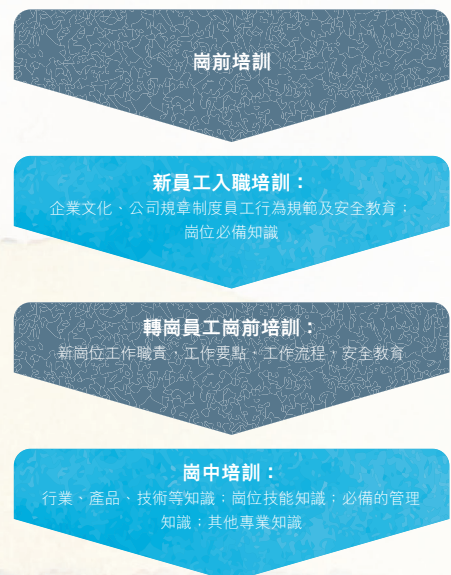 崗前培訓
新員工入職培訓：
企業文化、公司規章制度員工行為規範及安全教育；
崗位必備知識
轉崗員工崗前培訓：
新崗位工作職責，工作要點，工作流程，安全教育
崗中培訓：
行業、產品、技術等知識；崗位技能知識；必備的管理
知識；其他專業知識